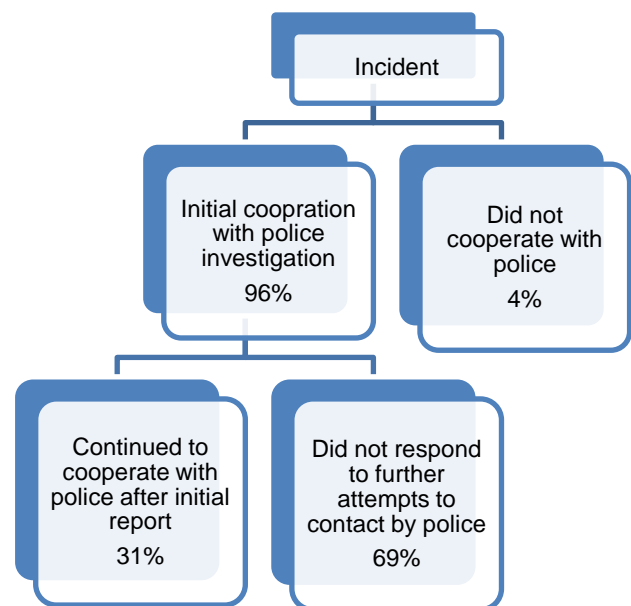 Incident
Initial coopration
with police
investigation
96%
Did not
cooperate with
police
4%
Continued to
cooperate with
police after initial
report
31%
Did not respond
to further
attempts to
contact by police
69%